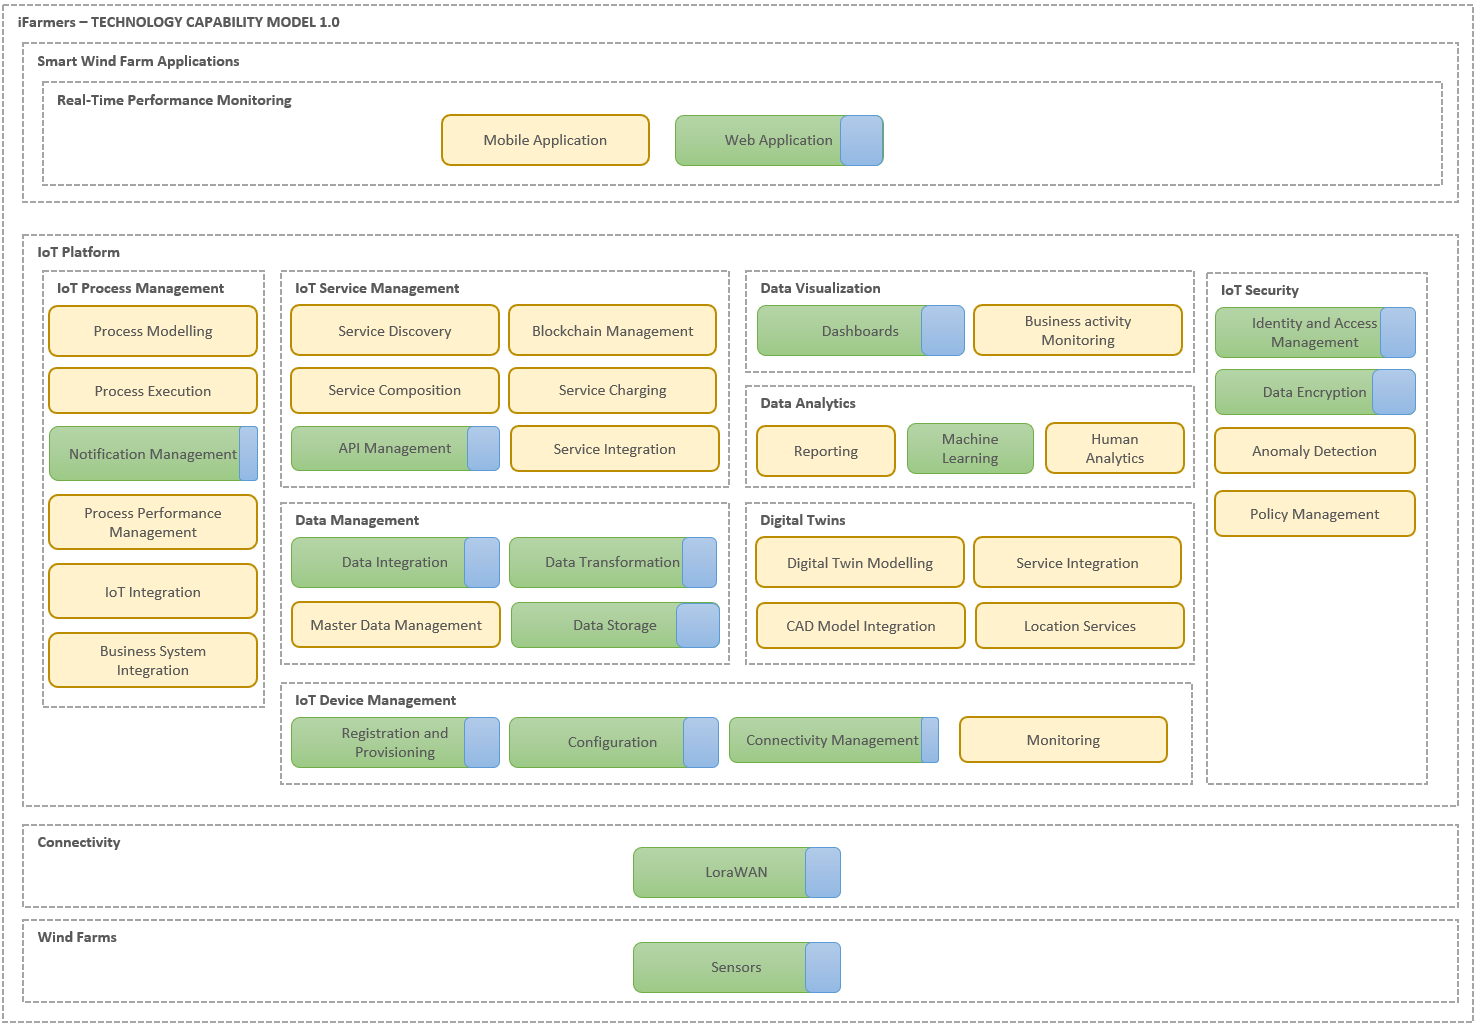 iFarmers – TECHNOLOGY CAPABILITY MODEL 1.0
Smart Wind Farm Applications
Real-Time Performance Monitoring
Mobile Application
Web Application
IoT Platform
IoT Process Management
Process Modelling
Process Execution
Notification Management
Process Performance
Management
IoT Integration
Business System
Integration
IoT Service Management
Service Discovery
Blockchain Management
Service Composition
Service Charging
API Management
Service Integration
Data Management
Data Integration
Data Transformation
Master Data Management
Data Storage
Data Visualization
Dashboards
Business activity
Monitoring
Data Analytics
Reporting
Machine
Learning
Human
Analytics
Digital Twins
Digital Twin Modelling
Service Integration
CAD Model Integration
Location Services
IoT Device Management
Registration and
Provisioning
Configuration
Connectivity Management
Monitoring
IoT Security
Identity and Access
Management
Data Encryption
Anomaly Detection
Policy Management
Connectivity
LoraWAN
Wind Farms
Sensors